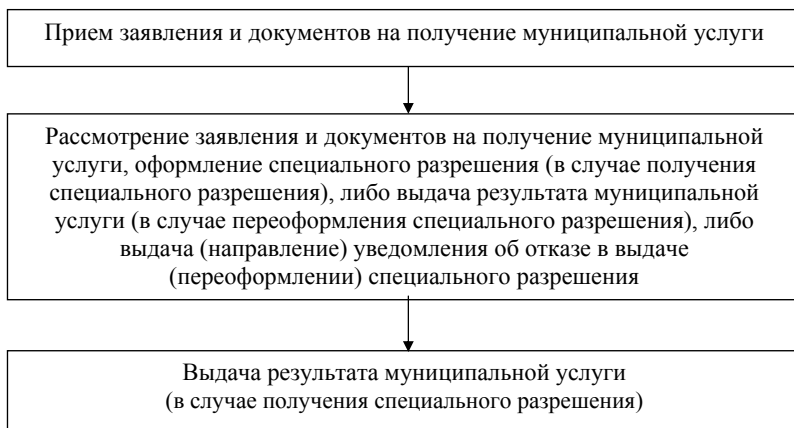 Прием заявления и документов на получение муниципальной услуги
Рассмотрение заявления и документов на получение муниципальной
услуги, оформление специального разрешения (в случае получения
специального разрешения), либо выдача результата муниципальной
услуги (в случае переоформления специального разрешения), либо
выдача (направление) уведомления об отказе в выдаче
(переоформлении) специального разрешения
Выдача результата муниципальной услуги
(в случае получения специального разрешения)